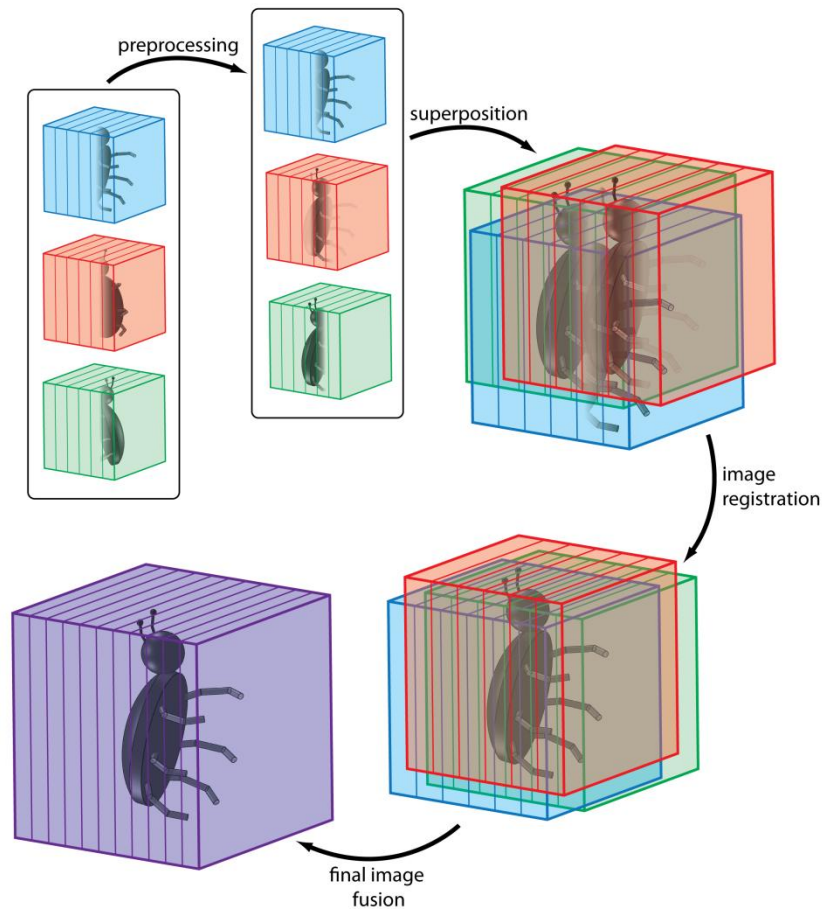 preprocessing
superposition
image
registration
final image
fusion